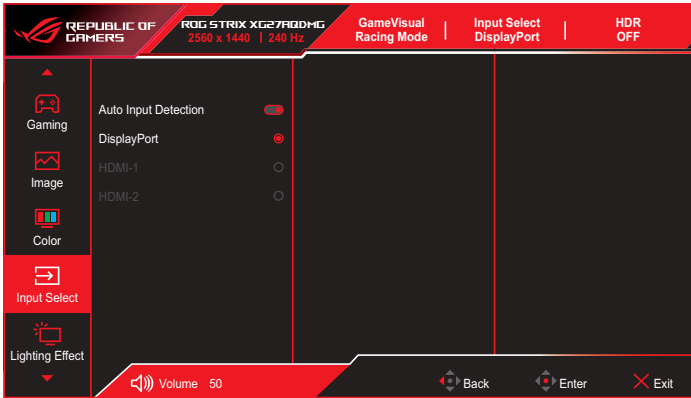 REPUBLIC OF
GAMERS
ROG STRIX XG27AQDMG
2560 x 1440 | 240 Hz
GameVisual
Racing Mode
Input Select
DisplayPort
HDR
OFF
Gaming
Image
Color
Input Select
Lighting Effect
Auto Input Detection
DisplayPort
HDMI-1
HDMI-2
Volume 50
Back
Enter
Exit